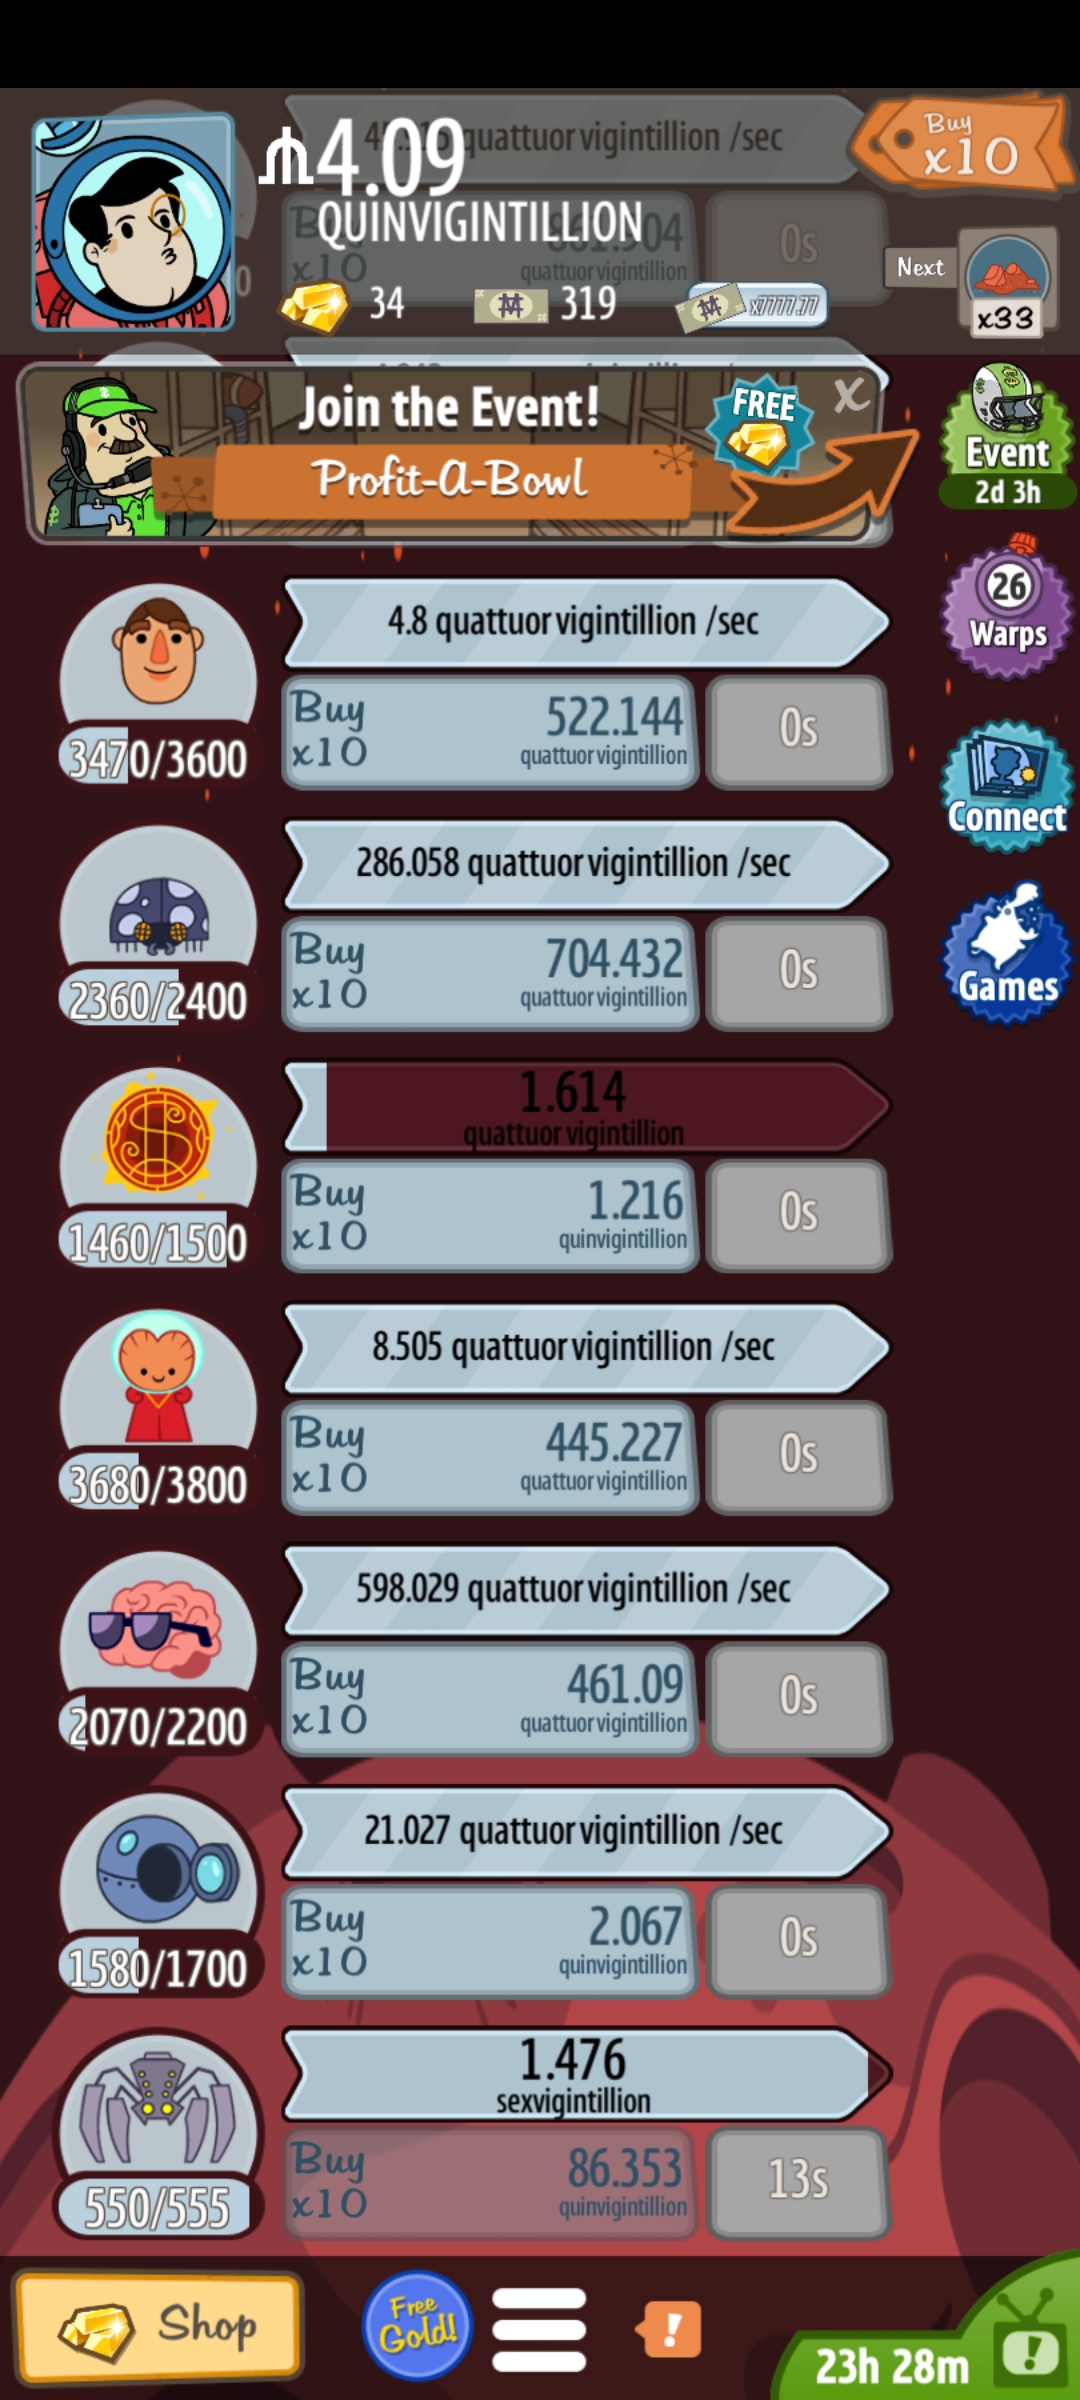 quattuorvigintillion /sec
₥4.09
QUINVIGINTILLION
Buy
x10
Buy
x10
quattuorvigintillion
0s
Next
x33
34
319
x7777.77
Join the Event!
FREE
X
Profit-A-Bowl
Event
2d 3h
4.8 quattuorvigintillion /sec
Buy
x10
522.144
quattuorvigintillion
0s
3470/3600
26
Warps
286.058 quattuorvigintillion /sec
Buy
x10
704.432
quattuorvigintillion
0s
2360/2400
Connect
Games
1.614
quattuorvigintillion
Buy
x10
1.216
quinvigintillion
0s
1460/1500
8.505 quattuorvigintillion /sec
Buy
x10
445.227
quattuorvigintillion
0s
3680/3800
598.029 quattuorvigintillion /sec
Buy
x10
461.09
quattuorvigintillion
0s
2070/2200
21.027 quattuorvigintillion /sec
Buy
x10
2.067
quinvigintillion
0s
1580/1700
1.476
sexvigintillion
Buy
x10
86.353
quinvigintillion
13s
550/555
Shop
Free
Gold!
!
23h 28m
!